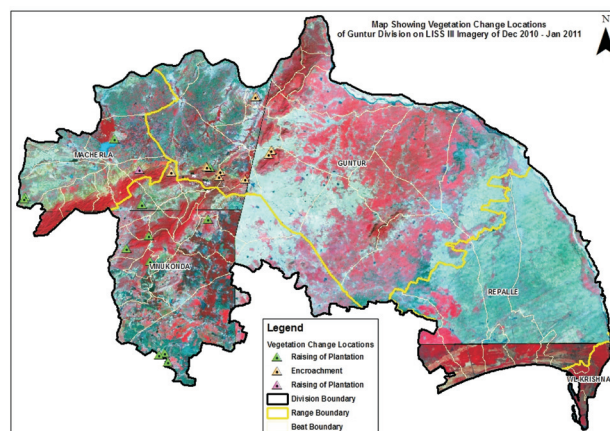 Map Showing Vegetation Change Locations
of Guntur Division on LISS III Imagery of Dec 2010 - Jan 2011
N
MACHERLA
GUNTUR
VINUKONDA
REPALLE
WL KRISHNA
Legend
Vegetation Change Locations
Raising of Plantation
Encroachment
Raising of Plantation
Division Boundary
Range Boundary
Beat Boundary